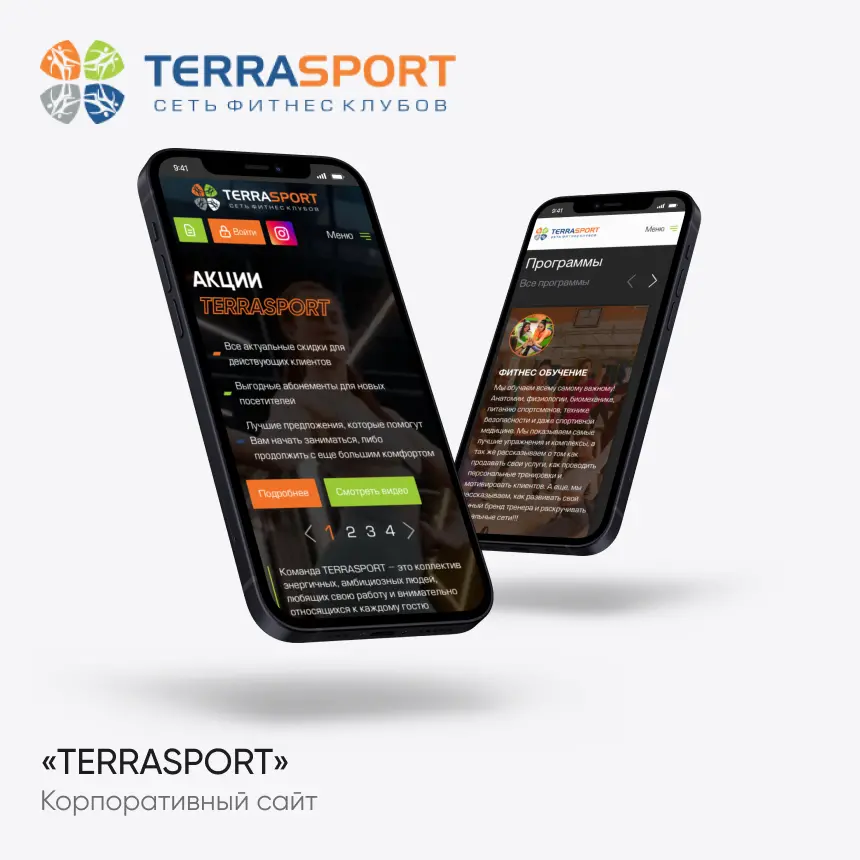 TERRASPORT
СЕТЬ ФИТНЕС КЛУБОВ
9:41
TERRASPORT
СЕТЬ ФИТНЕС КЛУБОВ
Войти
Меню
АКЦИИ
TERRASPORT
Все актуальные скидки для
действующих клиентов
Выгодные абонементы для новых
посетителей
Лучшие предложения, которые помогут
Вам начать заниматься, либо
продолжить с еще большим комфортом
Подробнее
Смотреть видео
1 2 3 4
Команда TERRASPORT — это коллектив
энергичных, амбициозных людей,
любящих свою работу и внимательно
относящихся к каждому гостю
9:41
TERRASPORT
СЕТЬ ФИТНЕС КЛУБОВ
Меню
Программы
Все программы
ФИТНЕС ОБУЧЕНИЕ
Мы обучаем всему самому важному!
Анатомии, физиологии, биомеханике,
питанию спортсменов, технике
безопасности и даже спортивной
медицине. Мы показываем самые
лучшие упражнения и комплексы, а
так же рассказываем о том как
продавать свои услуги, как проводить
персональные тренировки и
мотивировать клиентов. А еще, мы
рассказываем, как развивать свой
бренд тренера и раскручивать
сети!!!
«TERRASPORT»
Корпоративный сайт